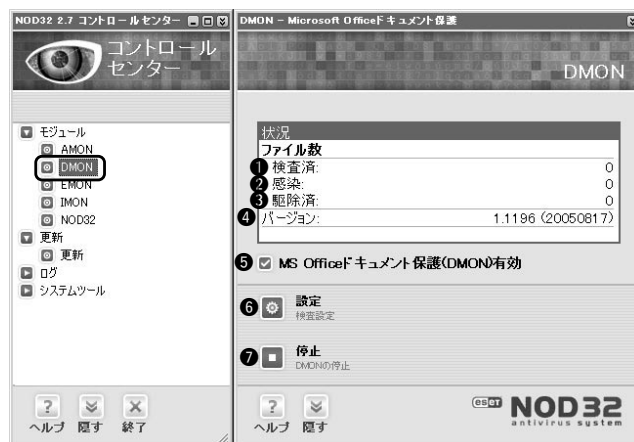 NOD32 2.7 コントロールセンター
コントロール
センター
モジュール
AMON
DMON
EMON
IMON
NOD32
更新
更新
ログ
システムツール
ヘルプ 隠す 終了
DMON - Microsoft Officeドキュメント保護
DMON
状況
ファイル数
❶ 検査済: 0
❷ 感染: 0
❸ 駆除済: 0
❹ バージョン: 1.1196 (20050817)
❺ MS Officeドキュメント保護(DMON)有効
❻ 設定
検査設定
❼ 停止
DMONの停止
ヘルプ 隠す
eset NOD32
antivirus system